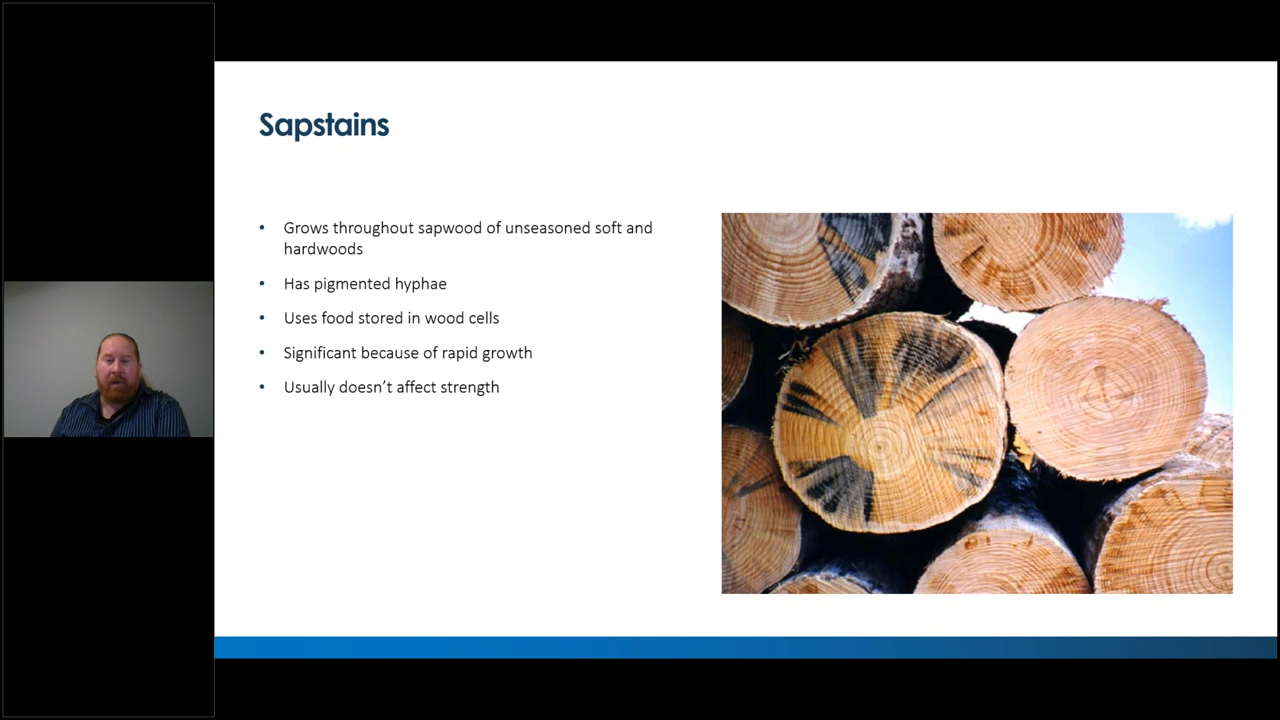 Sapstains
• Grows throughout sapwood of unseasoned soft and
hardwoods
• Has pigmented hyphae
• Uses food stored in wood cells
• Significant because of rapid growth
• Usually doesn’t affect strength